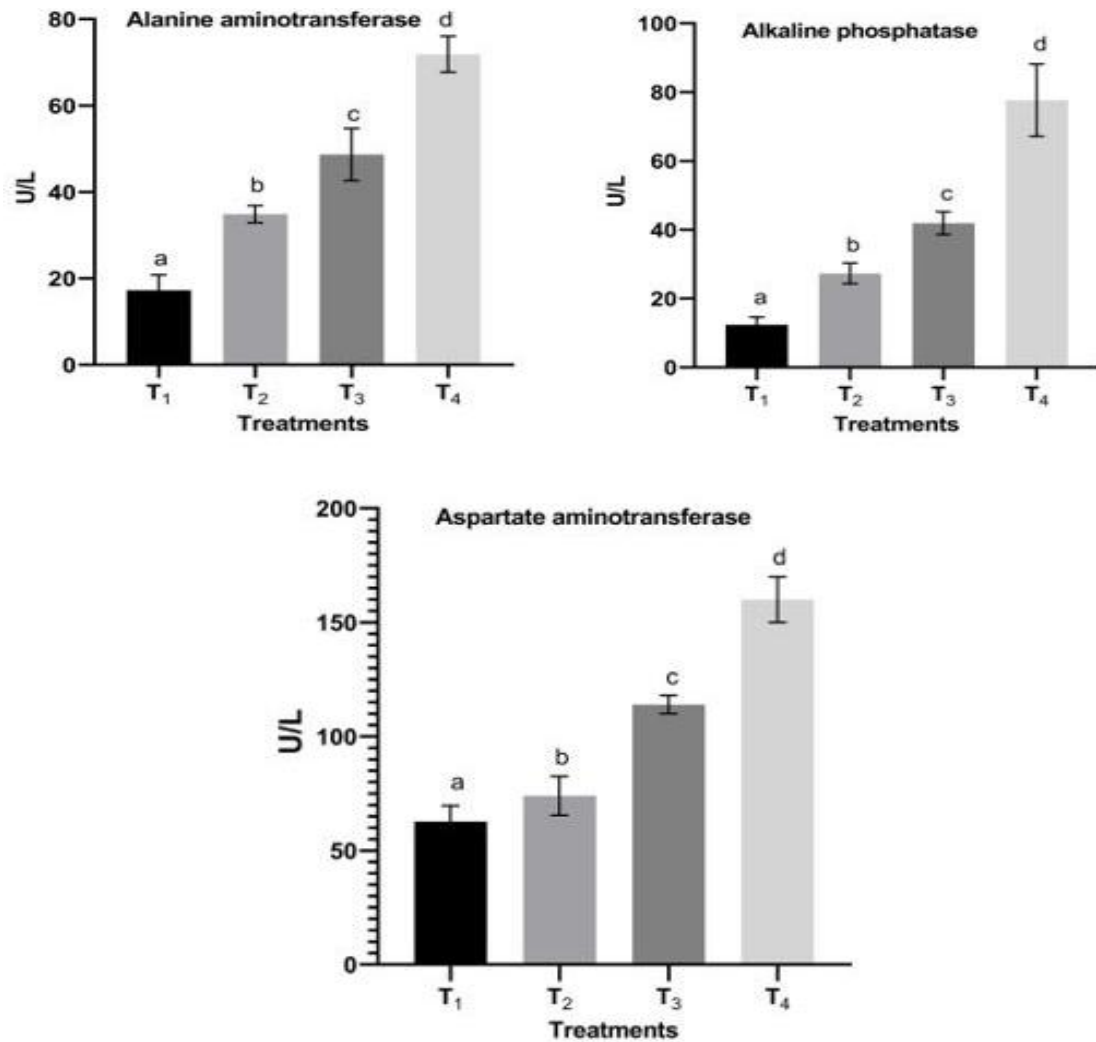 Alanine aminotransferase
U/L
80
60
40
20
0
a
b
c
d
T₁ T₂ T₃ T₄
Treatments
Alkaline phosphatase
U/L
100
80
60
40
20
0
a
b
c
d
T₁ T₂ T₃ T₄
Treatments
Aspartate aminotransferase
U/L
200
150
100
50
0
a
b
c
d
T₁ T₂ T₃ T₄
Treatments